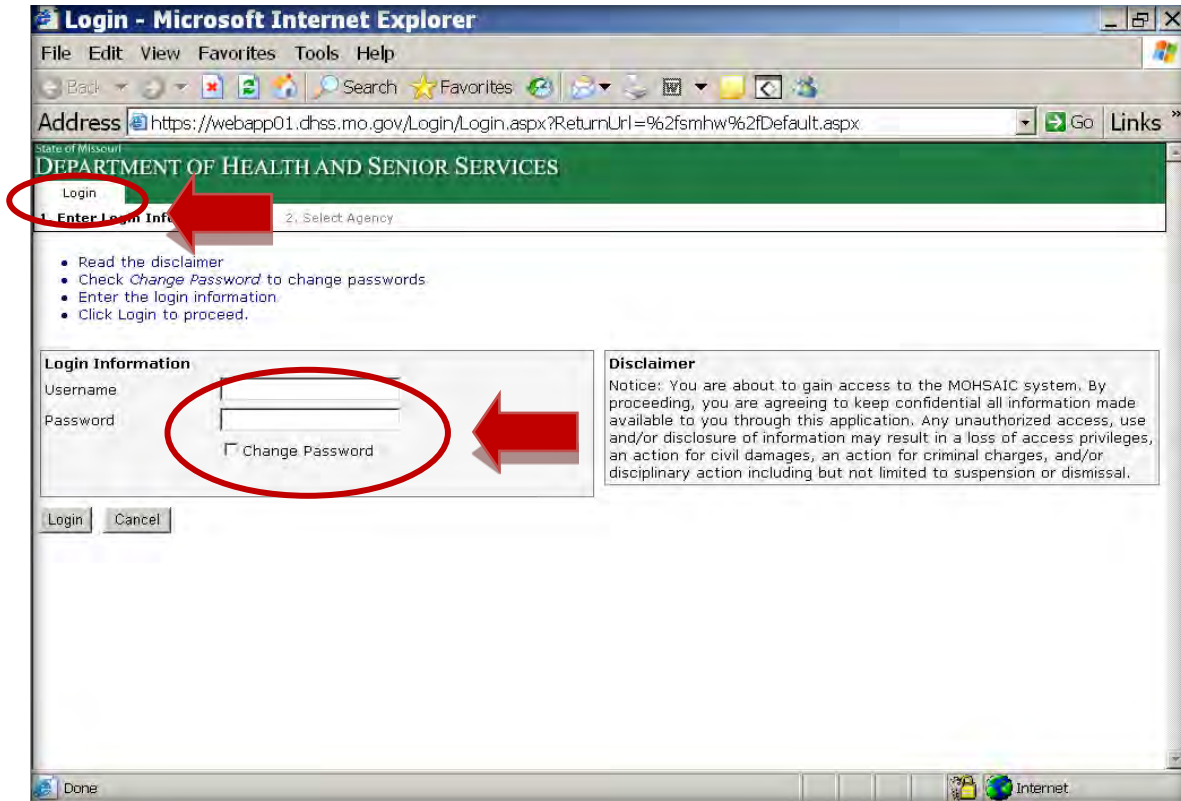 Login - Microsoft Internet Explorer
File Edit View Favorites Tools Help
Back Search Favorites
Address https://webapp01.dhss.mo.gov/Login/Login.aspx?ReturnUrl=%2fsmhw%2fDefault.aspx Go Links »
State of Missouri
DEPARTMENT OF HEALTH AND SENIOR SERVICES
Login
1. Enter Login 2. Select Agency
• Read the disclaimer
• Check Change Password to change passwords
• Enter the login information
• Click Login to proceed.
Login Information
Username
Password
Change Password
Disclaimer
Notice: You are about to gain access to the MOHSAIC system. By
proceeding, you are agreeing to keep confidential all information made
available to you through this application. Any unauthorized access, use
and/or disclosure of information may result in a loss of access privileges,
an action for civil damages, an action for criminal charges, and/or
disciplinary action including but not limited to suspension or dismissal.
Login Cancel
Done Internet